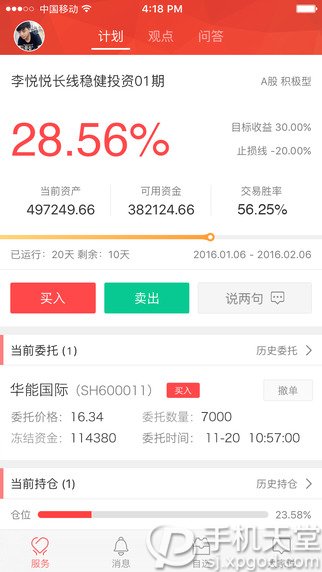 中国移动 4:18 PM
计划 观点 问答
李悦悦长线稳健投资01期 A股 积极型
28.56% 目标收益 30.00%
止损线 -20.00%
当前资产 可用资金 交易胜率
497249.66 382124.66 56.25%
已运行：20天 剩余：10天 2016.01.06 - 2016.02.06
买入 卖出 说两句
当前委托 (1) 历史委托
华能国际（SH600011） 买入 撤单
委托价格： 16.34 委托数量： 7000
冻结资金： 114380 委托时间： 11-20 10:57:00
当前持仓 (1) 历史持仓
仓位 23.58%
服务 消息 自选
手机天堂
sj.xpgod.com